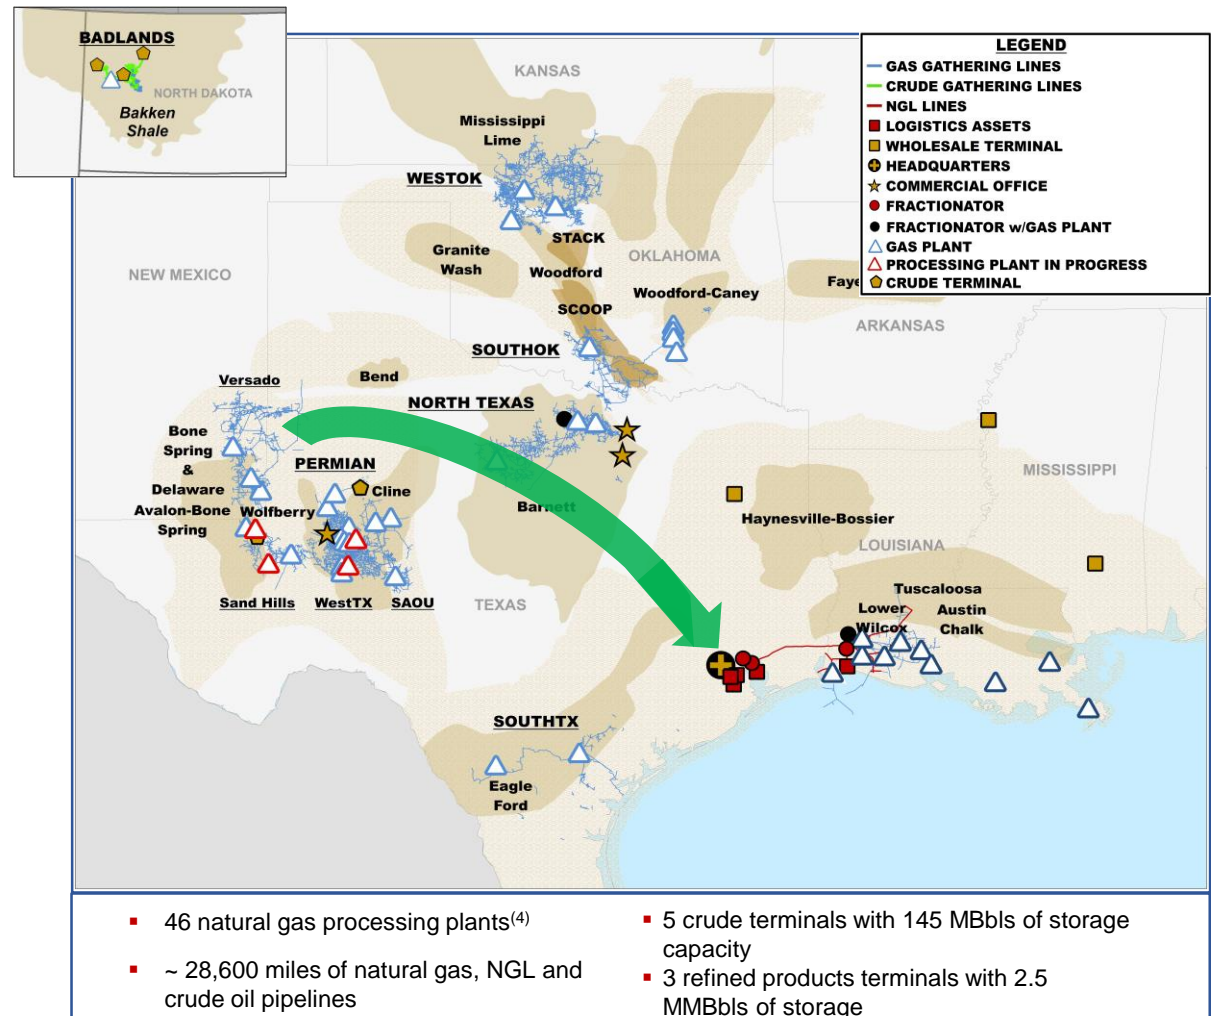 BADLANDS
NORTH DAKOTA
Bakken
Shale
LEGEND
GAS GATHERING LINES
CRUDE GATHERING LINES
NGL LINES
LOGISTICS ASSETS
WHOLESALE TERMINAL
HEADQUARTERS
COMMERCIAL OFFICE
FRACTIONATOR
FRACTIONATOR w/GAS PLANT
GAS PLANT
PROCESSING PLANT IN PROGRESS
CRUDE TERMINAL
KANSAS
Mississippi
Lime
WESTOK
STACK
Granite
Wash
Woodford
OKLAHOMA
NEW MEXICO
Woodford-Caney
Faye
SCOOP
ARKANSAS
SOUTHOK
Versado
Bend
NORTH TEXAS
Bone
Spring
&
Delaware
Avalon-Bone
Spring
PERMIAN
Cline
Wolfberry
Barnett
MISSISSIPPI
Haynesville-Bossier
LOUISIANA
Tuscaloosa
Sand Hills
WestTX
SAOU
TEXAS
Lower
Wilcox
Austin
Chalk
SOUTHTX
Eagle
Ford
▪ 46 natural gas processing plants(4)
▪ ~ 28,600 miles of natural gas, NGL and
crude oil pipelines
▪ 5 crude terminals with 145 MBbls of storage
capacity
▪ 3 refined products terminals with 2.5
MMBbls of storage